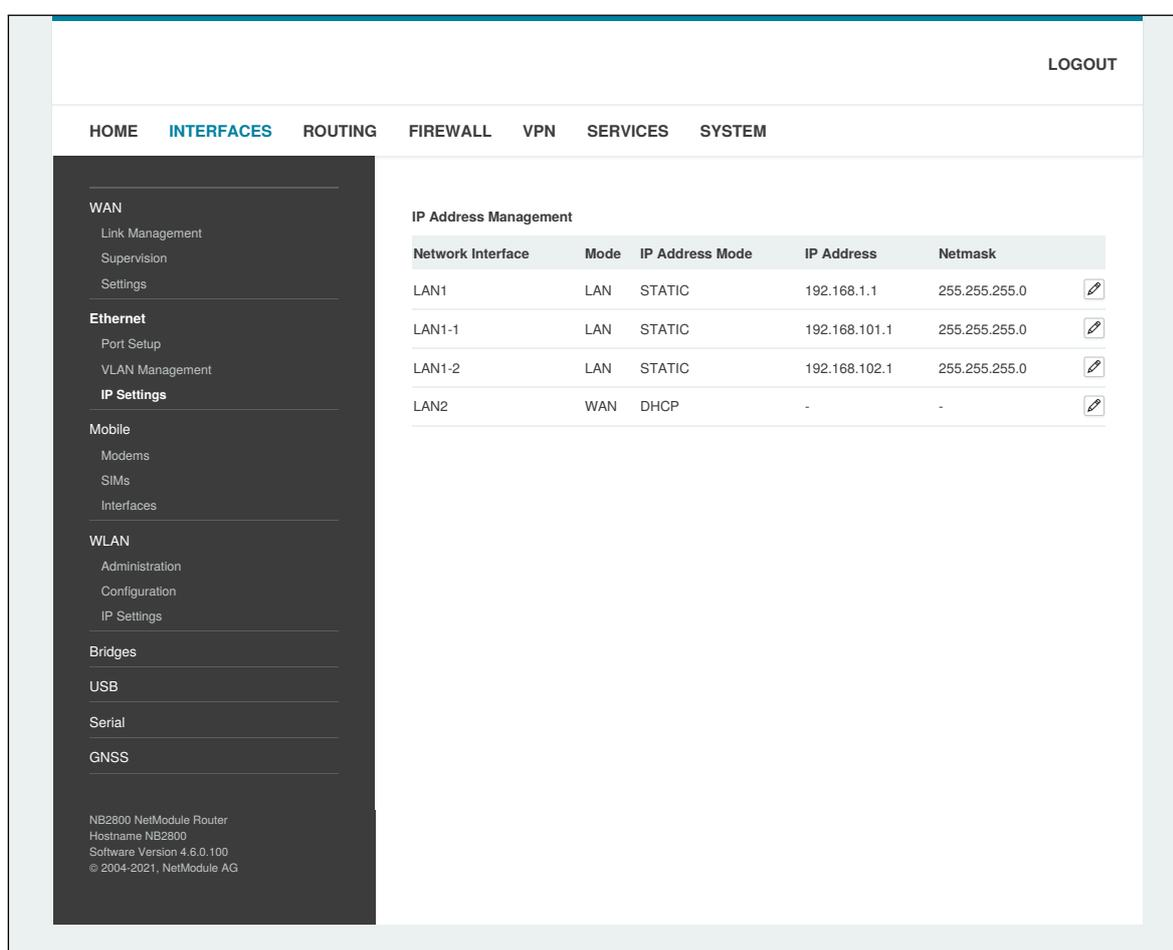 LOGOUT
HOME INTERFACES ROUTING FIREWALL VPN SERVICES SYSTEM
WAN
Link Management
Supervision
Settings
Ethernet
Port Setup
VLAN Management
IP Settings
Mobile
Modems
SIMs
Interfaces
WLAN
Administration
Configuration
IP Settings
Bridges
USB
Serial
GNSS
NB2800 NetModule Router
Hostname NB2800
Software Version 4.6.0.100
© 2004-2021, NetModule AG
IP Address Management
Network Interface Mode IP Address Mode IP Address Netmask
LAN1 LAN STATIC 192.168.1.1 255.255.255.0
LAN1-1 LAN STATIC 192.168.101.1 255.255.255.0
LAN1-2 LAN STATIC 192.168.102.1 255.255.255.0
LAN2 WAN DHCP - -